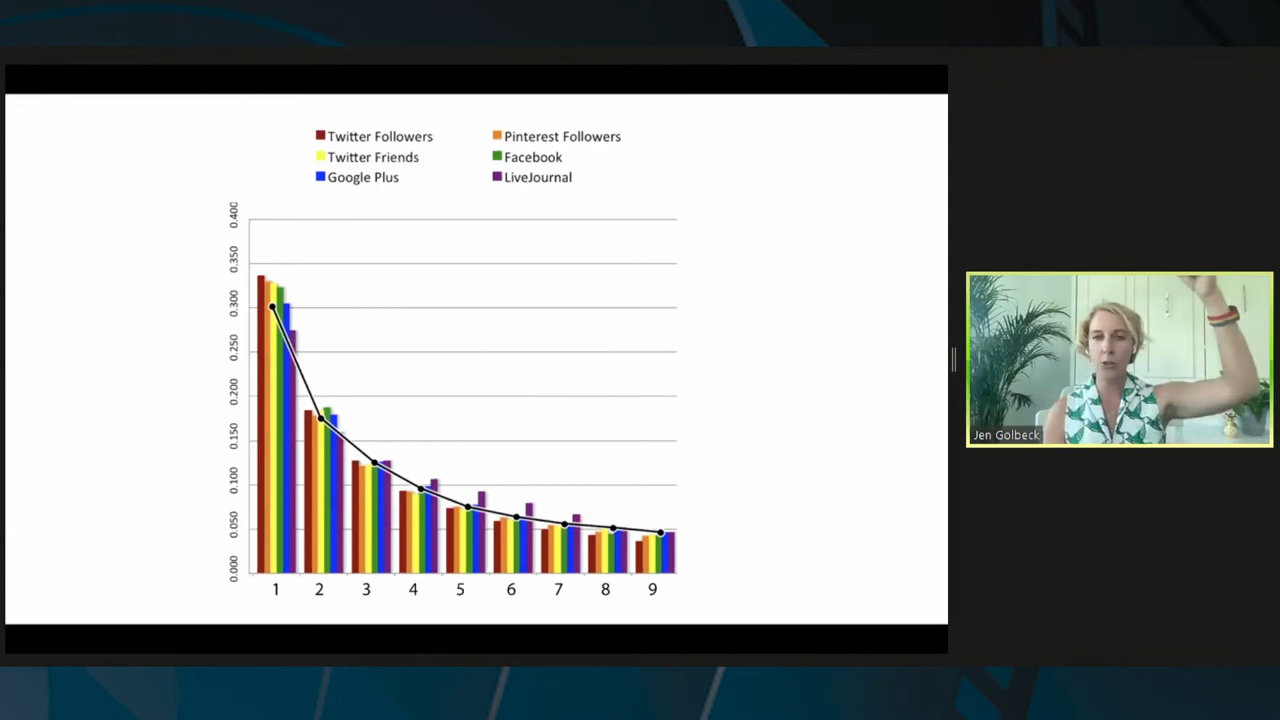 Twitter Followers
Pinterest Followers
Twitter Friends
Facebook
Google Plus
LiveJournal
0.400
0.350
0.300
0.250
0.200
0.150
0.100
0.050
0.000
1 2 3 4 5 6 7 8 9
Jen Golbeck